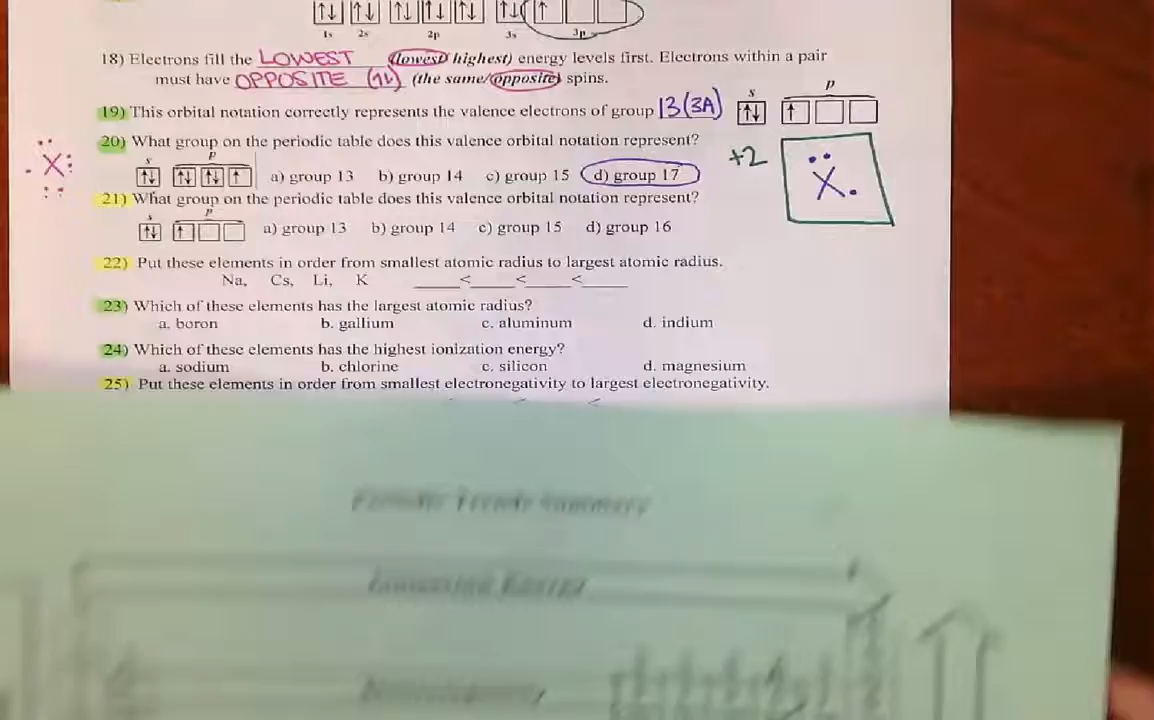 1s 2s 2p 3s 3p
18) Electrons fill the LOWEST (lowest/highest) energy levels first. Electrons within a pair
must have OPPOSITE (↑↓) (the same/opposite) spins.
s p
19) This orbital notation correctly represents the valence electrons of group 13 (3A) ↑↓ ↑
20) What group on the periodic table does this valence orbital notation represent?
+2
·X:
X.
s p
↑↓ ↑↓ ↑↓ ↑ a) group 13 b) group 14 c) group 15 d) group 17
21) What group on the periodic table does this valence orbital notation represent?
s p
↑↓ ↑ a) group 13 b) group 14 c) group 15 d) group 16
22) Put these elements in order from smallest atomic radius to largest atomic radius.
Na, Cs, Li, K _____<_____<_____<_____
23) Which of these elements has the largest atomic radius?
a. boron b. gallium c. aluminum d. indium
24) Which of these elements has the highest ionization energy?
a. sodium b. chlorine c. silicon d. magnesium
25) Put these elements in order from smallest electronegativity to largest electronegativity.
Periodic Trends Summary
Ionization Energy